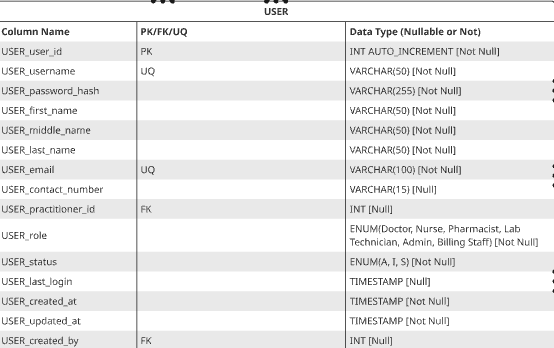 USER
Column Name PK/FK/UQ Data Type (Nullable or Not)
USER_user_id PK INT AUTO_INCREMENT [Not Null]
USER_username UQ VARCHAR(50) [Not Null]
USER_password_hash VARCHAR(255) [Not Null]
USER_first_name VARCHAR(50) [Not Null]
USER_middle_name VARCHAR(50) [Not Null]
USER_last_name VARCHAR(50) [Not Null]
USER_email UQ VARCHAR(100) [Not Null]
USER_contact_number VARCHAR(15) [Null]
USER_practitioner_id FK INT [Null]
USER_role ENUM(Doctor, Nurse, Pharmacist, Lab
Technician, Admin, Billing Staff) [Not Null]
USER_status ENUM(A, I, S) [Not Null]
USER_last_login TIMESTAMP [Null]
USER_created_at TIMESTAMP [Not Null]
USER_updated_at TIMESTAMP [Not Null]
USER_created_by FK INT [Null]